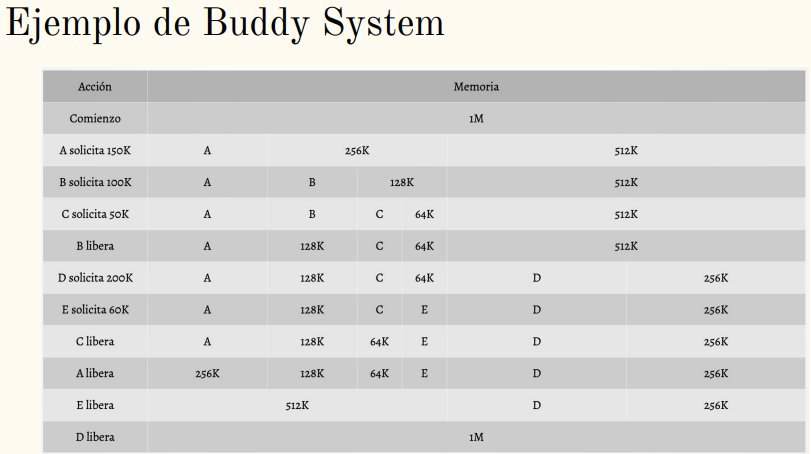 Ejemplo de Buddy System
Acción Memoria
Comienzo 1M
A solicita 150K A 256K 512K
B solicita 100K A B 128K 512K
C solicita 50K A B C 64K 512K
B libera A 128K C 64K 512K
D solicita 200K A 128K C 64K D 256K
E solicita 60K A 128K C E D 256K
C libera A 128K 64K E D 256K
A libera 256K 128K 64K E D 256K
E libera 512K D 256K
D libera 1M